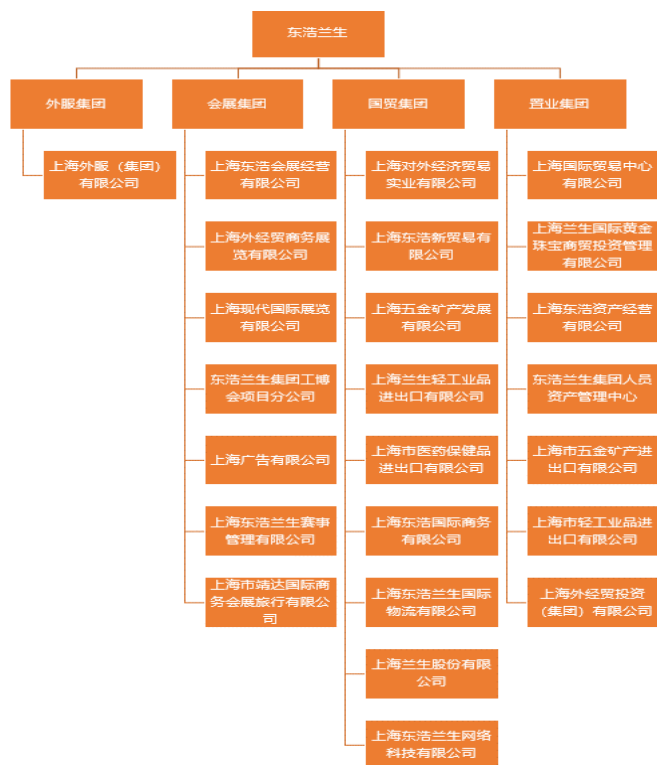 东浩兰生
外服集团
会展集团
国贸集团
置业集团
上海外服（集团）
有限公司
上海东浩会展经营
有限公司
上海外经贸商务展
览有限公司
上海现代国际展览
有限公司
东浩兰生集团工博
会项目分公司
上海广告有限公司
上海东浩兰生赛事
管理有限公司
上海市靖达国际商
务会展旅行有限公
司
上海对外经济贸易
实业有限公司
上海东浩新贸易有
限公司
上海五金矿产发展
有限公司
上海兰生轻工业品
进出口有限公司
上海市医药保健品
进出口有限公司
上海东浩国际商务
有限公司
上海东浩兰生国际
物流有限公司
上海兰生股份有限
公司
上海东浩兰生网络
科技有限公司
上海国际贸易中心
有限公司
上海兰生国际黄金
珠宝商贸投资管理
有限公司
上海东浩资产经营
有限公司
东浩兰生集团人员
资产管理中心
上海市五金矿产进
出口有限公司
上海市轻工业品进
出口有限公司
上海外经贸投资
（集团）有限公司